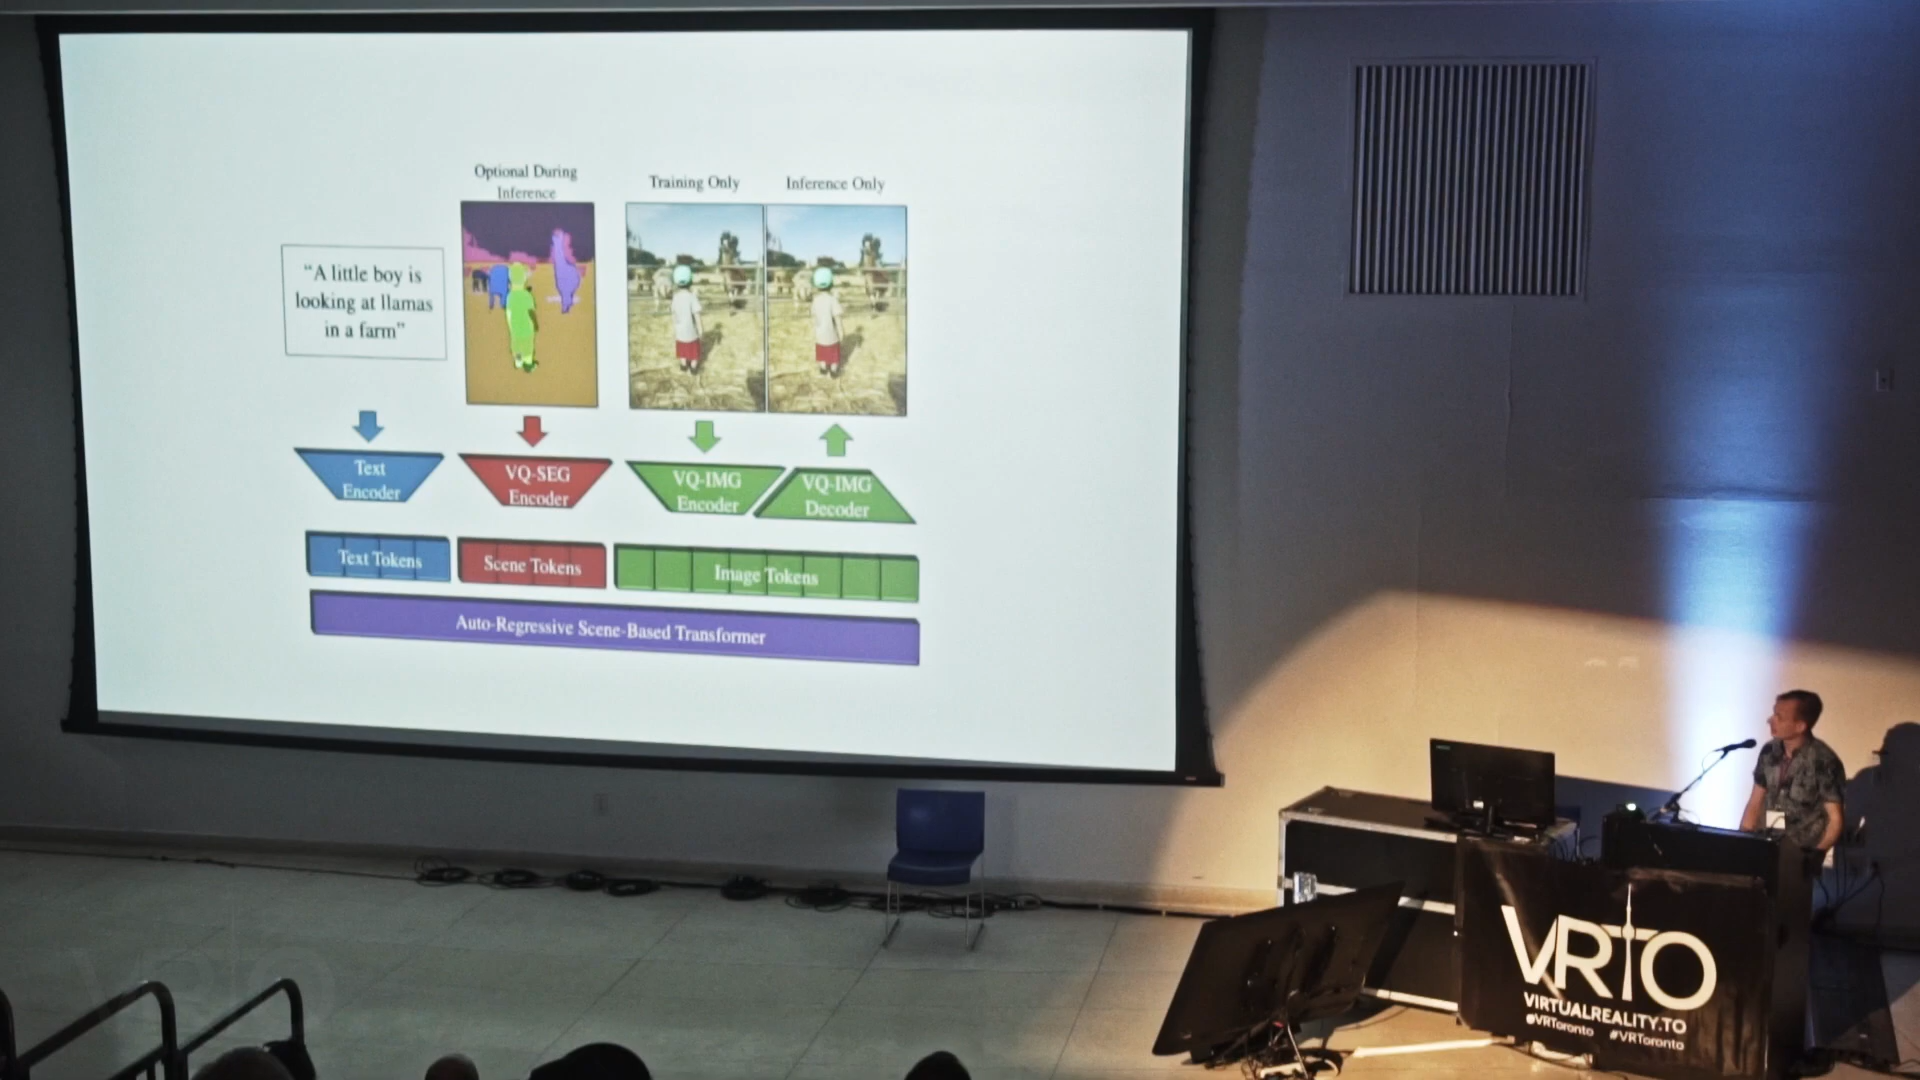 Optional During
Inference
Training Only
Inference Only
“A little boy is
looking at llamas
in a farm”
Text
Encoder
VQ-SEG
Encoder
VQ-IMG
Encoder
VQ-IMG
Decoder
Text Tokens
Scene Tokens
Image Tokens
Auto-Regressive Scene-Based Transformer
VRTO
VIRTUALREALITY.TO
@VRToronto #VRToronto
VRTO